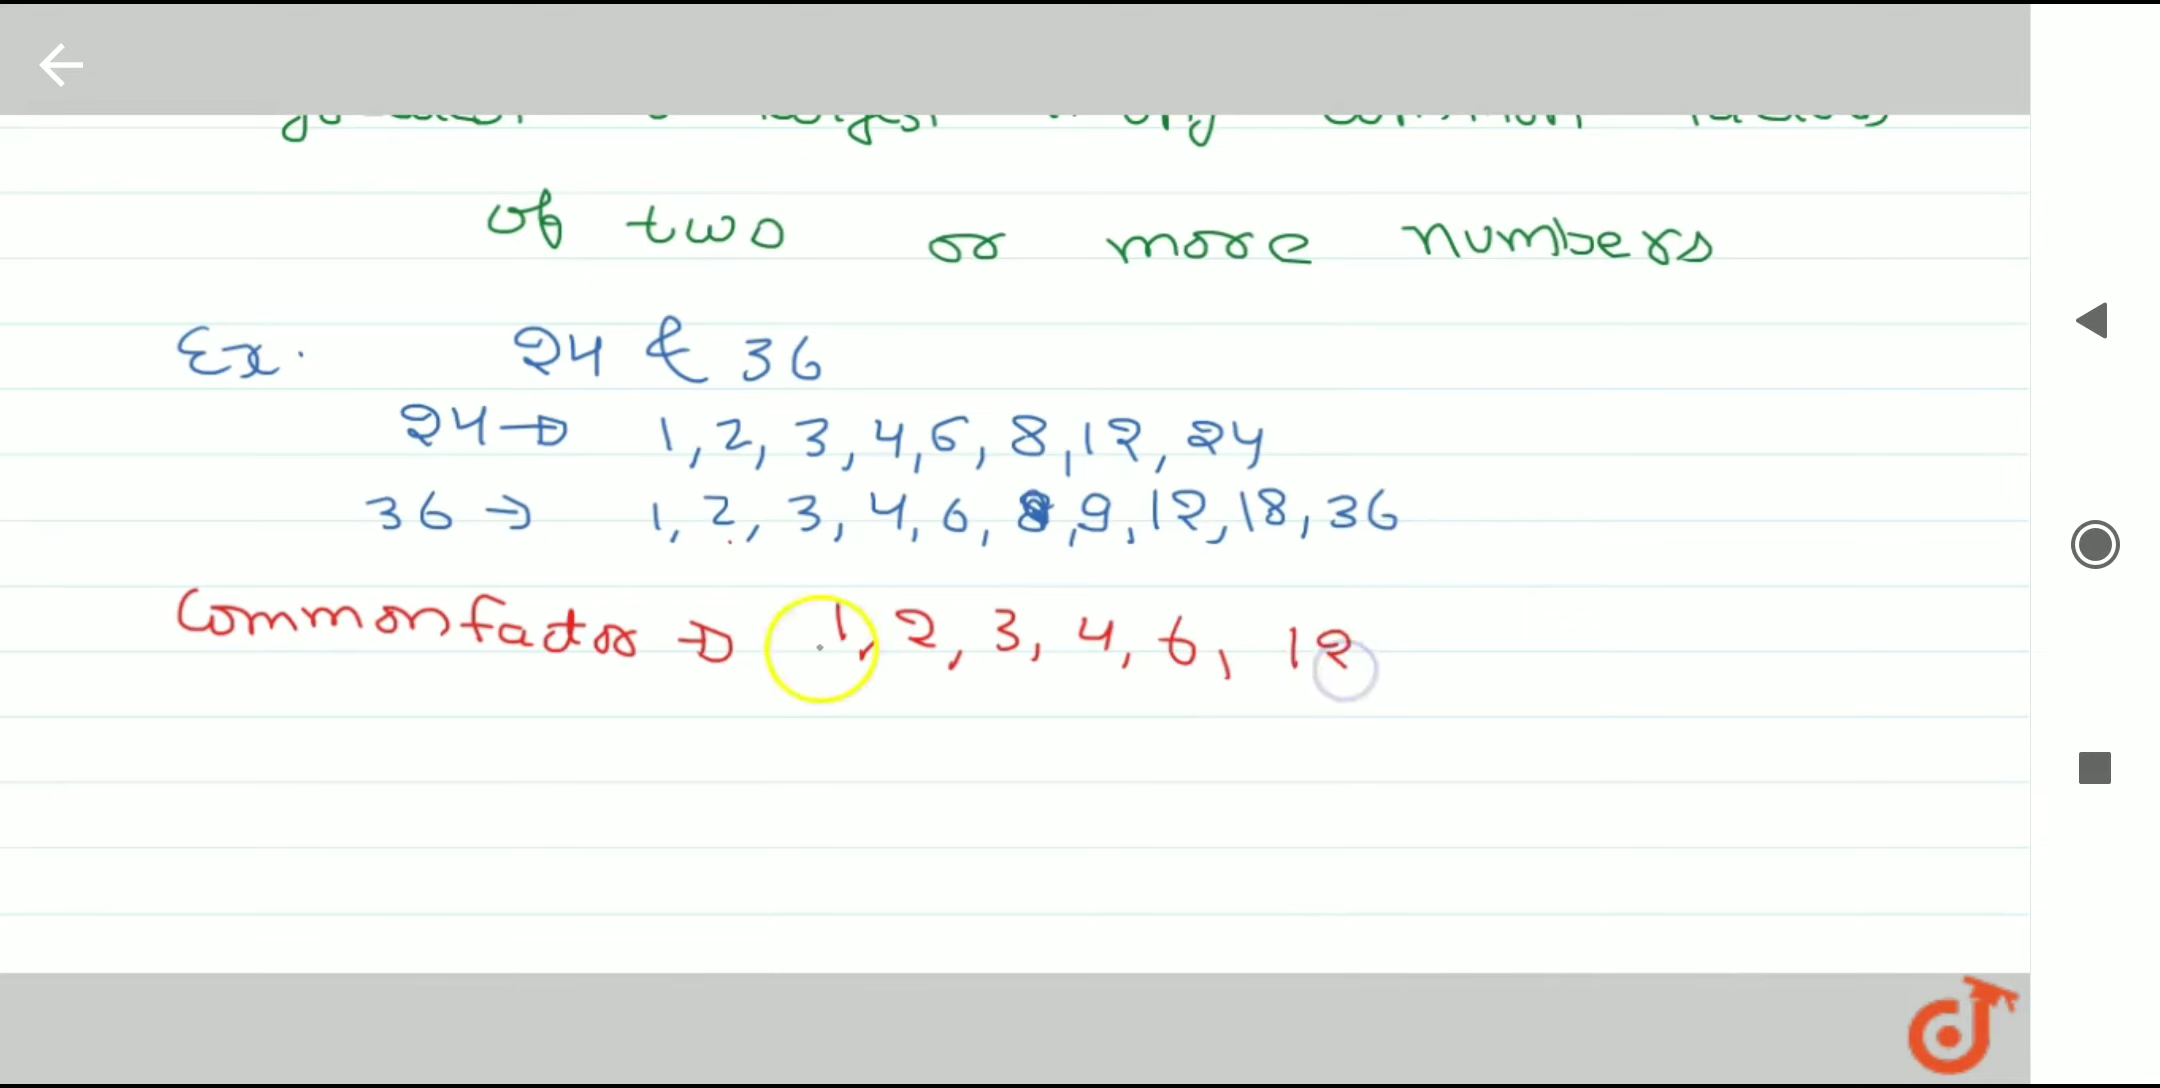 of two or more numbers
Ex. 24 & 36
24 → 1, 2, 3, 4, 6, 8, 12, 24
36 → 1, 2, 3, 4, 6, 9, 12, 18, 36
Common factor → 1, 2, 3, 4, 6, 12